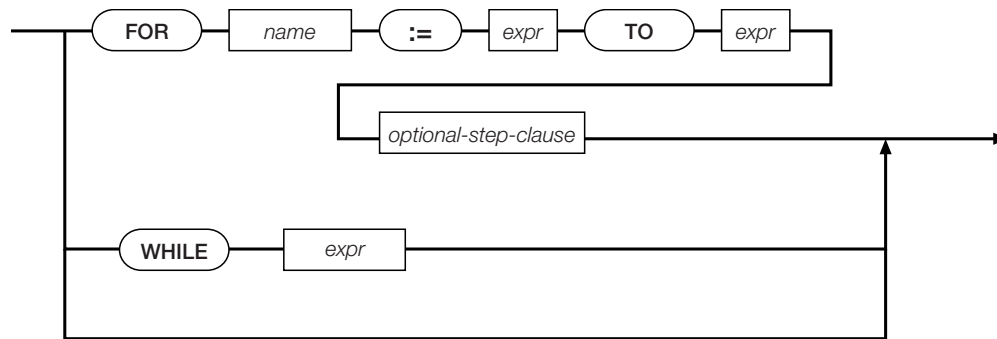 FOR name := expr TO expr
optional-step-clause
WHILE expr